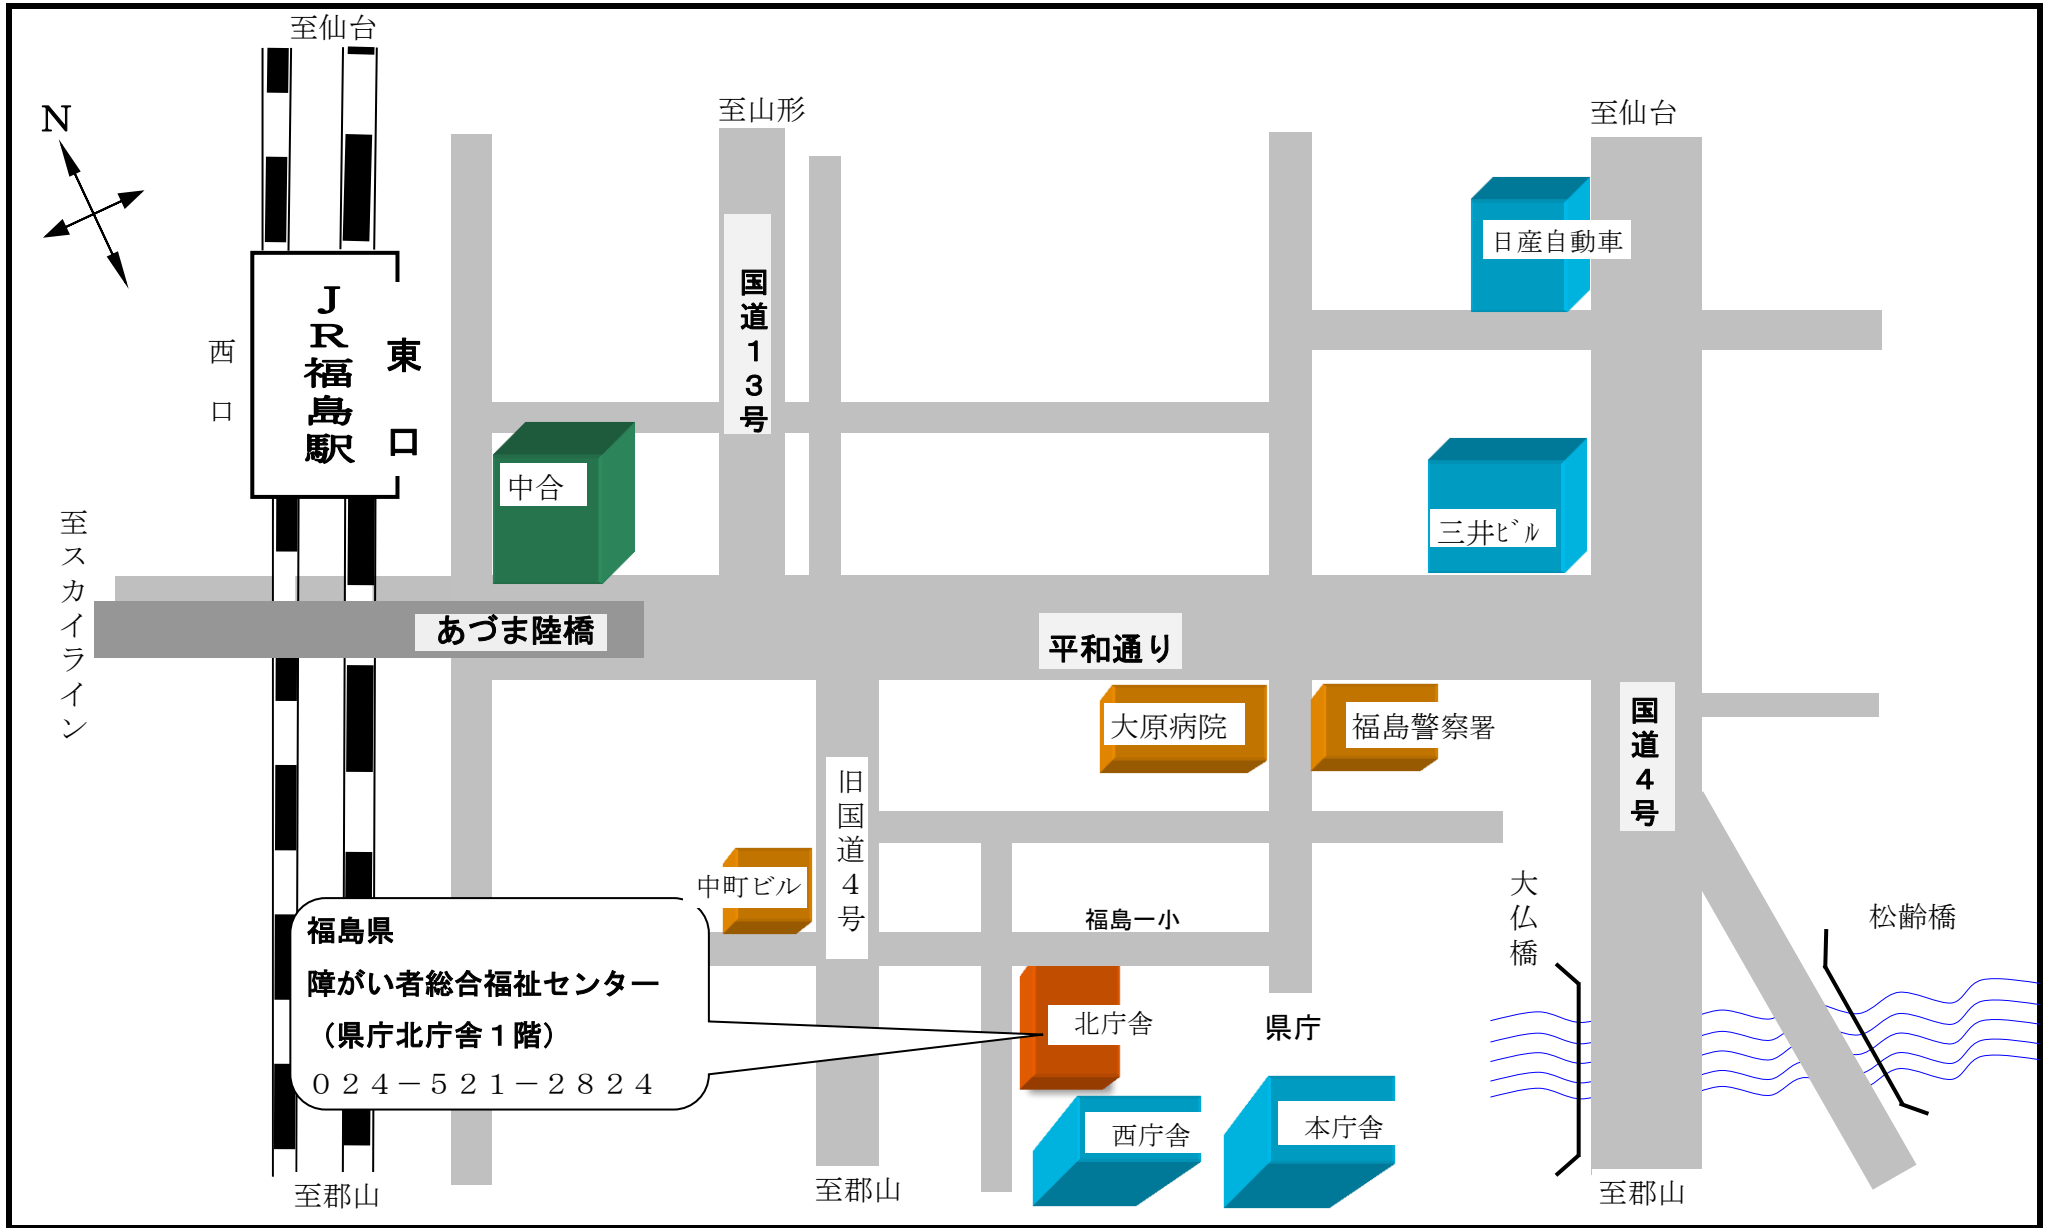 至仙台
N
至山形
至仙台
日産自動車
国道13号
JR福島駅
東口
西口
中合
三井ﾋﾞﾙ
至スカイライン
あづま陸橋
平和通り
国道4号
大原病院
福島警察署
旧国道4号
中町ビル
大仏橋
松齢橋
福島一小
福島県
障がい者総合福祉センター
(県庁北庁舎1階)
024-521-2824
北庁舎
県庁
西庁舎
本庁舎
至郡山
至郡山
至郡山